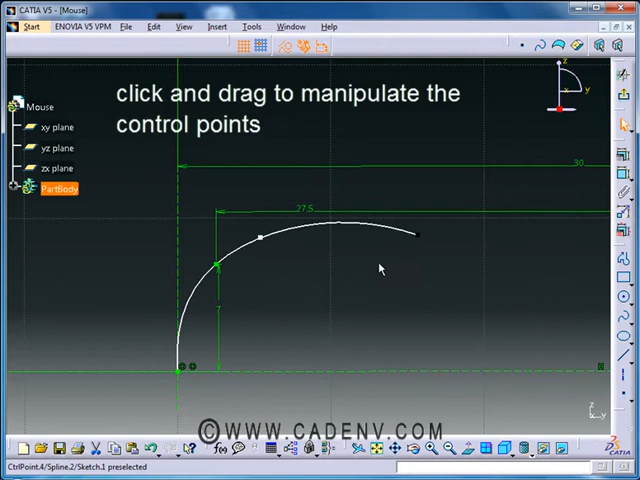 CATIA V5 - [Mouse]
Start ENOVIA V5 VPM File Edit View Insert Tools Window Help
click and drag to manipulate the
control points
Mouse
xy plane
yz plane
zx plane
PartBody
z
y
x
30
27.5
7
z
y
©WWW.CADENV.COM
f(x)
CATIA
CtrlPoint.4/Spline.2/Sketch.1 preselected